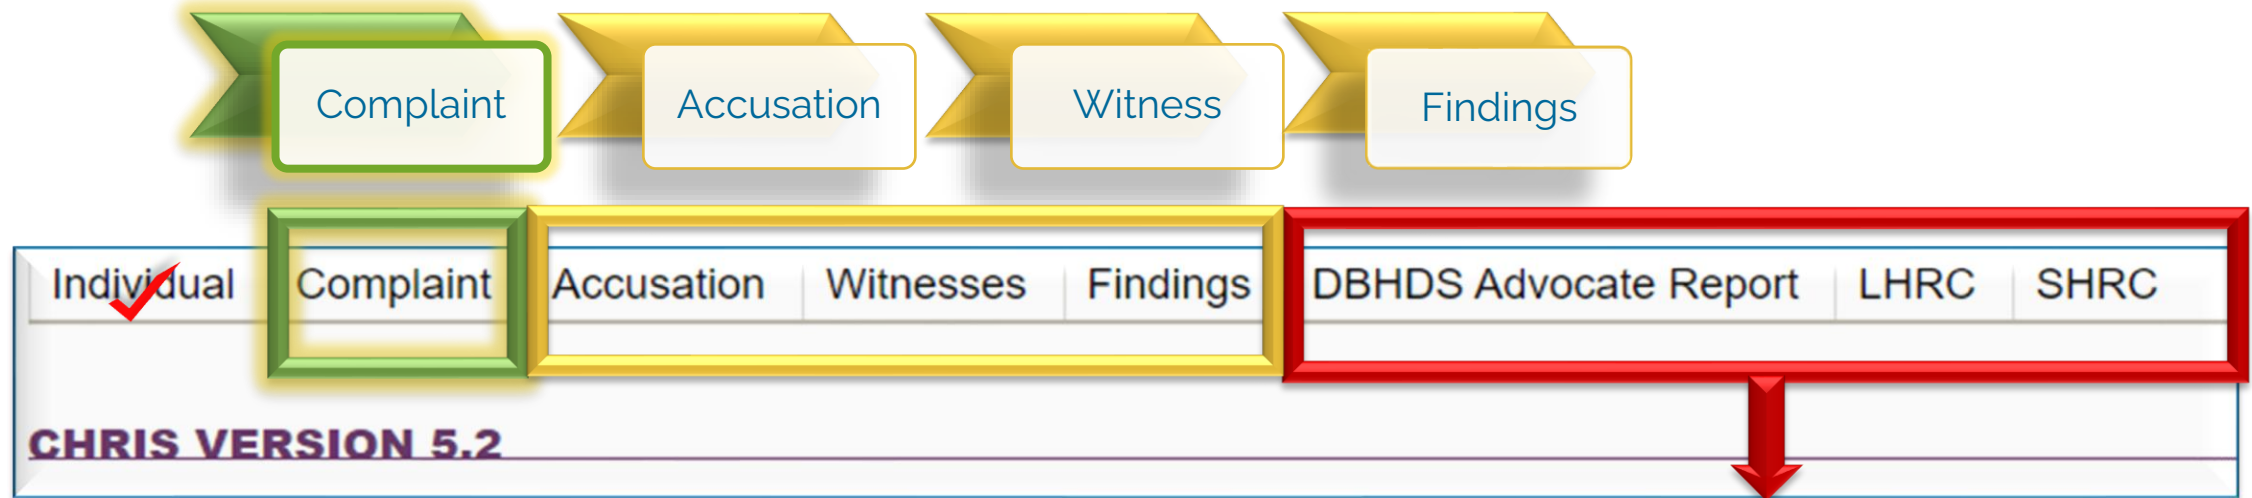 Complaint Accusation Witness Findings
Individual Complaint Accusation Witnesses Findings DBHDS Advocate Report LHRC SHRC
CHRIS VERSION 5.2